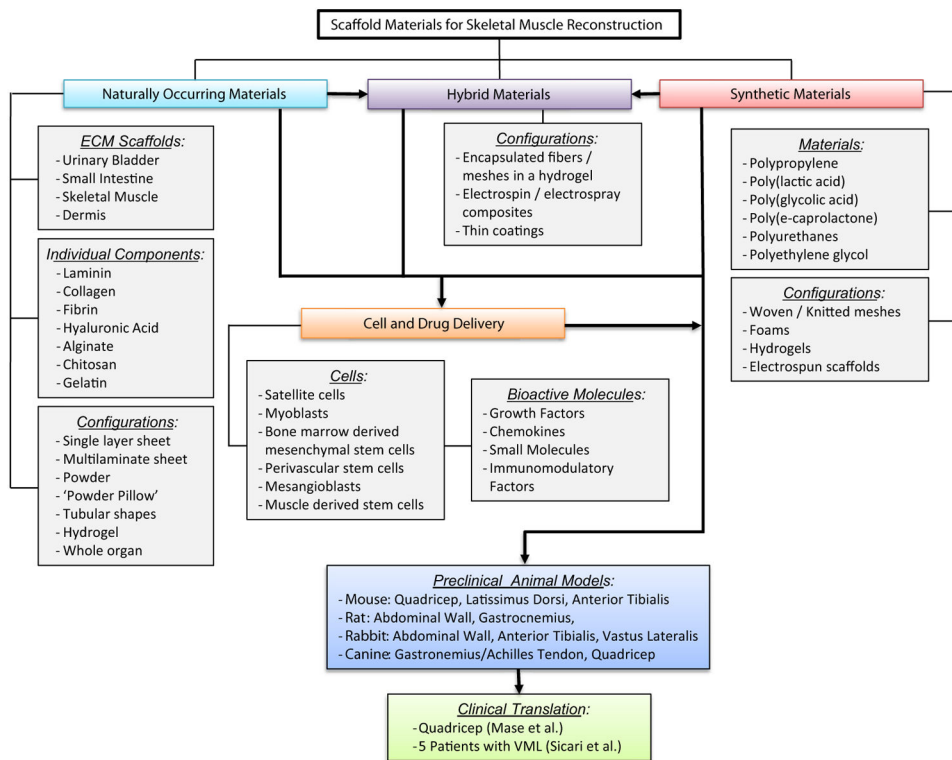 Scaffold Materials for Skeletal Muscle Reconstruction
Naturally Occurring Materials
Hybrid Materials
Synthetic Materials
ECM Scaffolds:
- Urinary Bladder
- Small Intestine
- Skeletal Muscle
- Dermis
Individual Components:
- Laminin
- Collagen
- Fibrin
- Hyaluronic Acid
- Alginate
- Chitosan
- Gelatin
Configurations:
- Single layer sheet
- Multilaminate sheet
- Powder
- ‘Powder Pillow’
- Tubular shapes
- Hydrogel
- Whole organ
Configurations:
- Encapsulated fibers /
meshes in a hydrogel
- Electrospin / electrospray
composites
- Thin coatings
Materials:
- Polypropylene
- Poly(lactic acid)
- Poly(glycolic acid)
- Poly(e-caprolactone)
- Polyurethanes
- Polyethylene glycol
Configurations:
- Woven / Knitted meshes
- Foams
- Hydrogels
- Electrospun scaffolds
Cell and Drug Delivery
Cells:
- Satellite cells
- Myoblasts
- Bone marrow derived
mesenchymal stem cells
- Perivascular stem cells
- Mesangioblasts
- Muscle derived stem cells
Bioactive Molecules:
- Growth Factors
- Chemokines
- Small Molecules
- Immunomodulatory
Factors
Preclinical Animal Models:
- Mouse: Quadricep, Latissimus Dorsi, Anterior Tibialis
- Rat: Abdominal Wall, Gastrocnemius,
- Rabbit: Abdominal Wall, Anterior Tibialis, Vastus Lateralis
- Canine: Gastronemius/Achilles Tendon, Quadricep
Clinical Translation:
- Quadricep (Mase et al.)
- 5 Patients with VML (Sicari et al.)